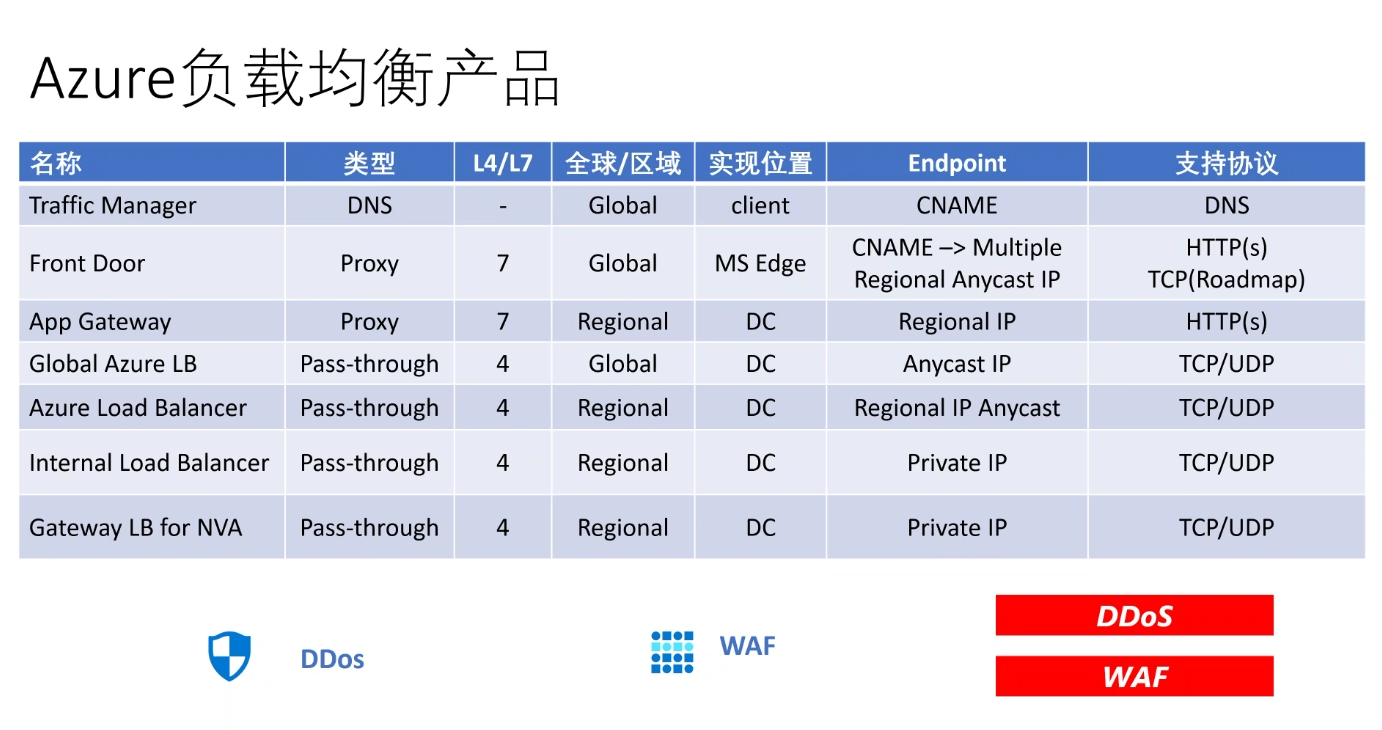 Azure负载均衡产品
名称 类型 L4/L7 全球/区域 实现位置 Endpoint 支持协议
Traffic Manager DNS - Global client CNAME DNS
Front Door Proxy 7 Global MS Edge CNAME –> Multiple Regional Anycast IP HTTP(s) TCP(Roadmap)
App Gateway Proxy 7 Regional DC Regional IP HTTP(s)
Global Azure LB Pass-through 4 Global DC Anycast IP TCP/UDP
Azure Load Balancer Pass-through 4 Regional DC Regional IP Anycast TCP/UDP
Internal Load Balancer Pass-through 4 Regional DC Private IP TCP/UDP
Gateway LB for NVA Pass-through 4 Regional DC Private IP TCP/UDP
DDos
WAF
DDoS
WAF